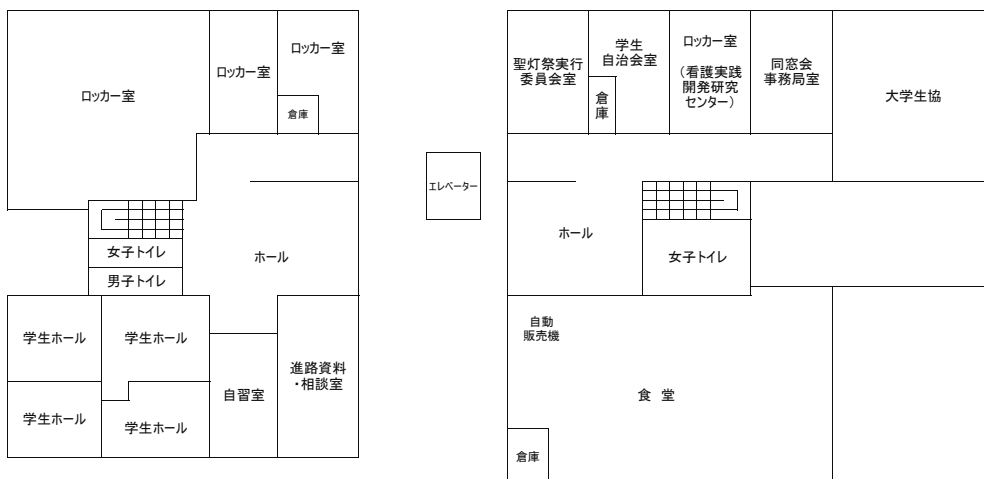 ロッカー室
ロッカー室
ロッカー室
倉庫
女子トイレ
男子トイレ
ホール
学生ホール
学生ホール
学生ホール
学生ホール
自習室
進路資料
・相談室
エレベーター
聖灯祭実行
委員会室
学生
自治会室
倉庫
ロッカー室
(看護実践
開発研究
センター)
同窓会
事務局室
大学生協
ホール
女子トイレ
自動
販売機
食 堂
倉庫